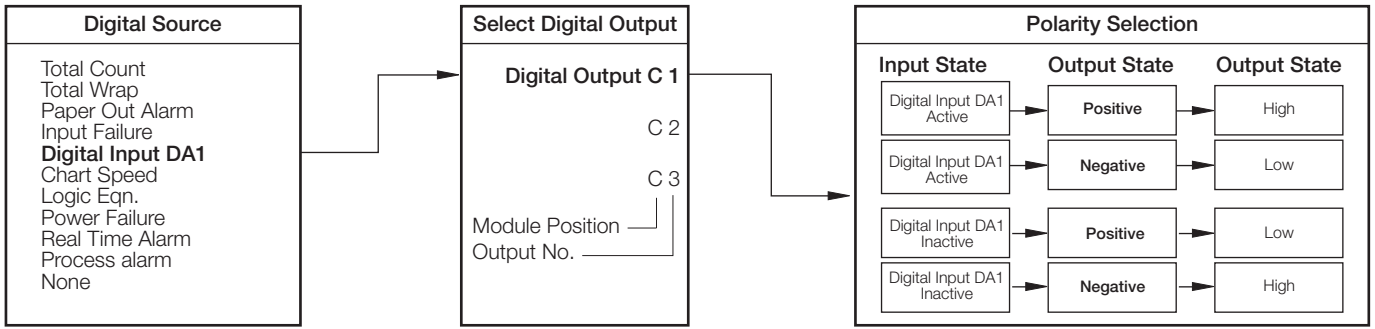 Digital Source
Total Count
Total Wrap
Paper Out Alarm
Input Failure
Digital Input DA1
Chart Speed
Logic Eqn.
Power Failure
Real Time Alarm
Process alarm
None
Select Digital Output
Digital Output C 1
C 2
C 3
Module Position
Output No.
Polarity Selection
Input State Output State Output State
Digital Input DA1
Active
Positive
High
Digital Input DA1
Active
Negative
Low
Digital Input DA1
Inactive
Positive
Low
Digital Input DA1
Inactive
Negative
High